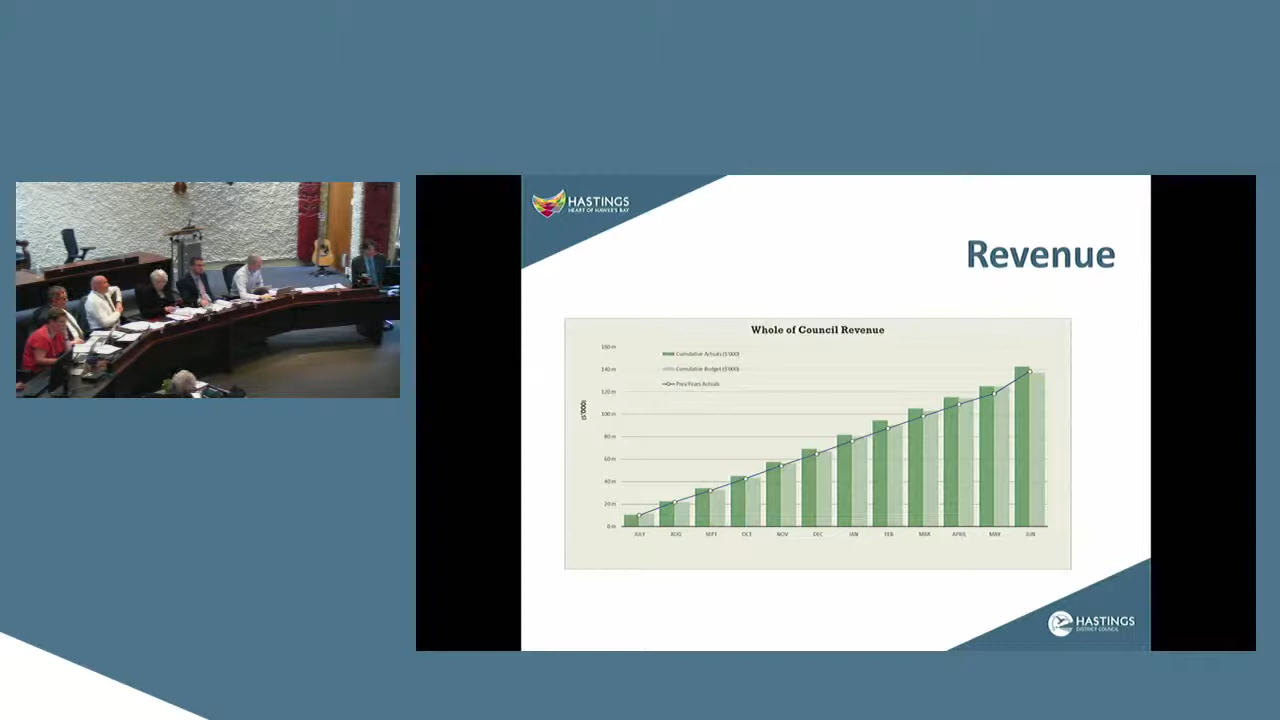 HASTINGS
HEART OF HAWKE'S BAY
Revenue
Whole of Council Revenue
160 m
140 m
120 m
100 m
80 m
60 m
40 m
20 m
0 m
($'000)
Cumulative Actuals ($'000)
Cumulative Budget ($'000)
Prev Years Actuals
JULY AUG SEPT OCT NOV DEC JAN FEB MAR APRIL MAY JUN
HASTINGS
DISTRICT COUNCIL